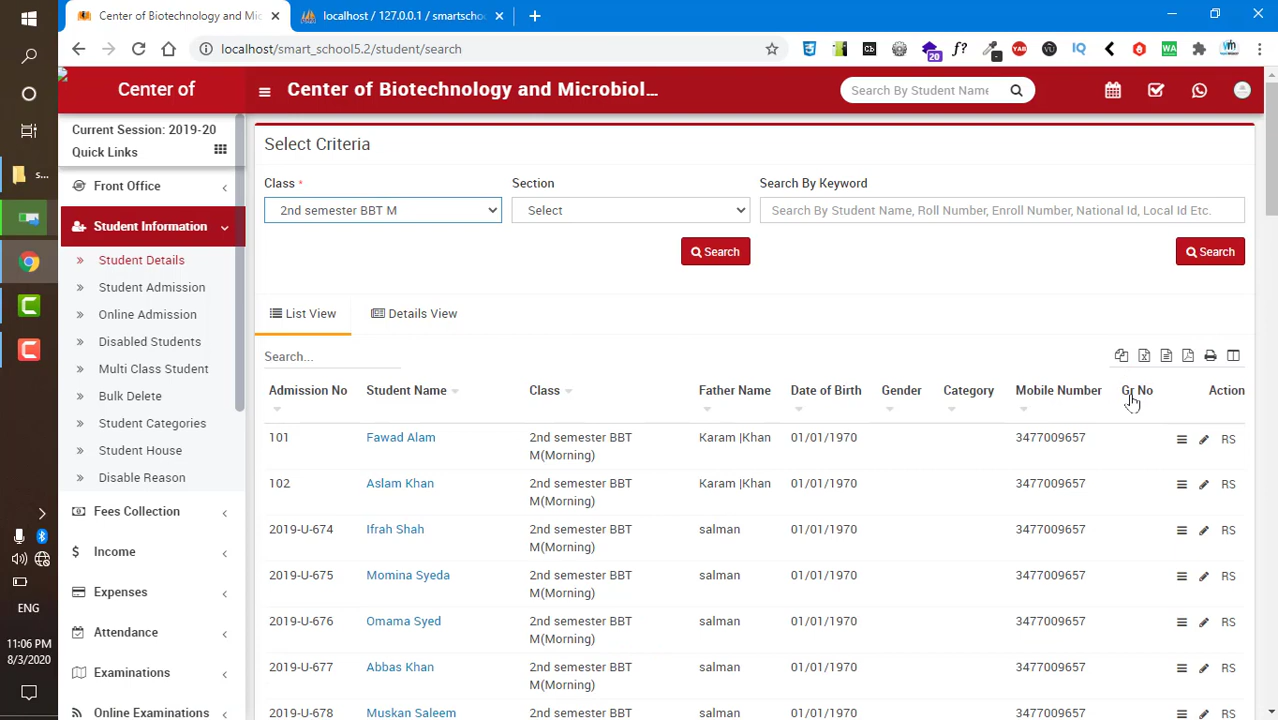 Center of Biotechnology and Mic
localhost / 127.0.0.1 / smartscho
localhost/smart_school5.2/student/search
20
Center of
Center of Biotechnology and Microbiol...
Search By Student Name
Current Session: 2019-20
Quick Links
Front Office
Student Information
Student Details
Student Admission
Online Admission
Disabled Students
Multi Class Student
Bulk Delete
Student Categories
Student House
Disable Reason
Fees Collection
Income
Expenses
Attendance
Examinations
Online Examinations
s...
ENG
11:06 PM
8/3/2020
Select Criteria
Class *
Section
Search By Keyword
2nd semester BBT M
Select
Search By Student Name, Roll Number, Enroll Number, National Id, Local Id Etc.
Search
Search
List View
Details View
Search...
Admission No Student Name Class Father Name Date of Birth Gender Category Mobile Number Gr No Action
101 Fawad Alam 2nd semester BBT Karam |Khan 01/01/1970 3477009657 RS
M(Morning)
102 Aslam Khan 2nd semester BBT Karam |Khan 01/01/1970 3477009657 RS
M(Morning)
2019-U-674 Ifrah Shah 2nd semester BBT salman 01/01/1970 3477009657 RS
M(Morning)
2019-U-675 Momina Syeda 2nd semester BBT salman 01/01/1970 3477009657 RS
M(Morning)
2019-U-676 Omama Syed 2nd semester BBT salman 01/01/1970 3477009657 RS
M(Morning)
2019-U-677 Abbas Khan 2nd semester BBT salman 01/01/1970 3477009657 RS
M(Morning)
2019-U-678 Muskan Saleem 2nd semester BBT salman 01/01/1970 3477009657 RS